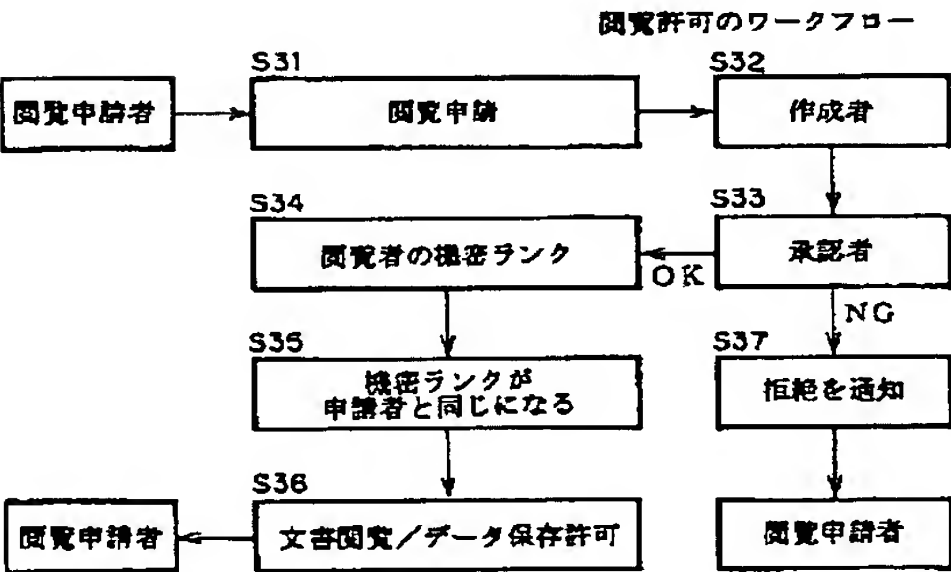 閲覧許可のワークフロー
S31
S32
閲覧申請者
閲覧申請
作成者
S34
S33
閲覧者の機密ランク
OK
承認者
NG
S35
S37
機密ランクが
申請者と同じになる
拒絶を通知
S36
閲覧申請者
文書閲覧/データ保存許可
閲覧申請者